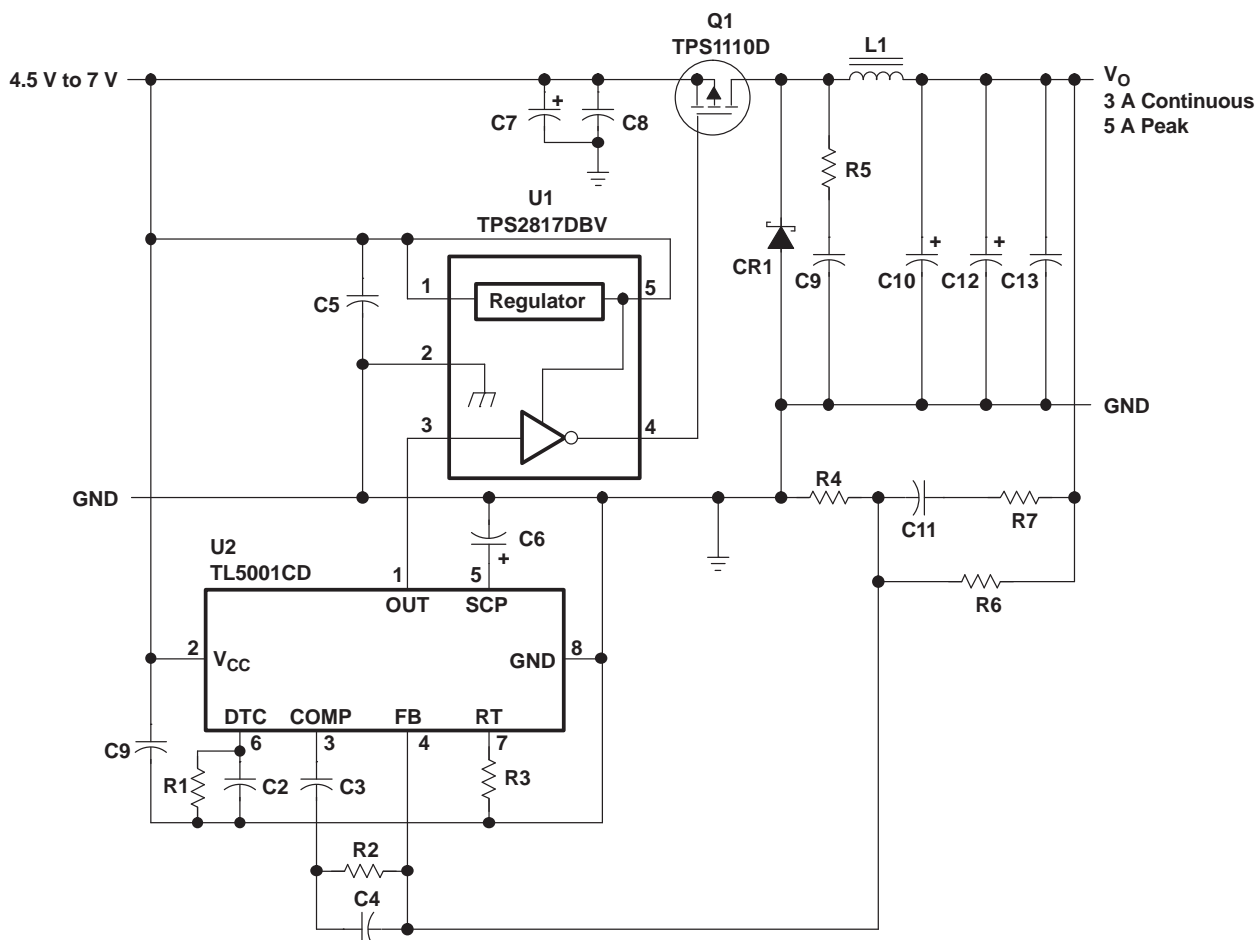 Q1
TPS1110D
L1
4.5 V to 7 V
VO
3 A Continuous
5 A Peak
C7
+
C8
R5
U1
TPS2817DBV
CR1
C9
C10
+
C12
+
C13
C5
1
Regulator
5
2
3
4
GND
GND
R4
C11
R7
R6
C6
+
U2
TL5001CD
1
5
OUT
SCP
2
VCC
GND
8
DTC
COMP
FB
RT
6
3
4
7
C9
R1
C2
C3
R3
R2
C4